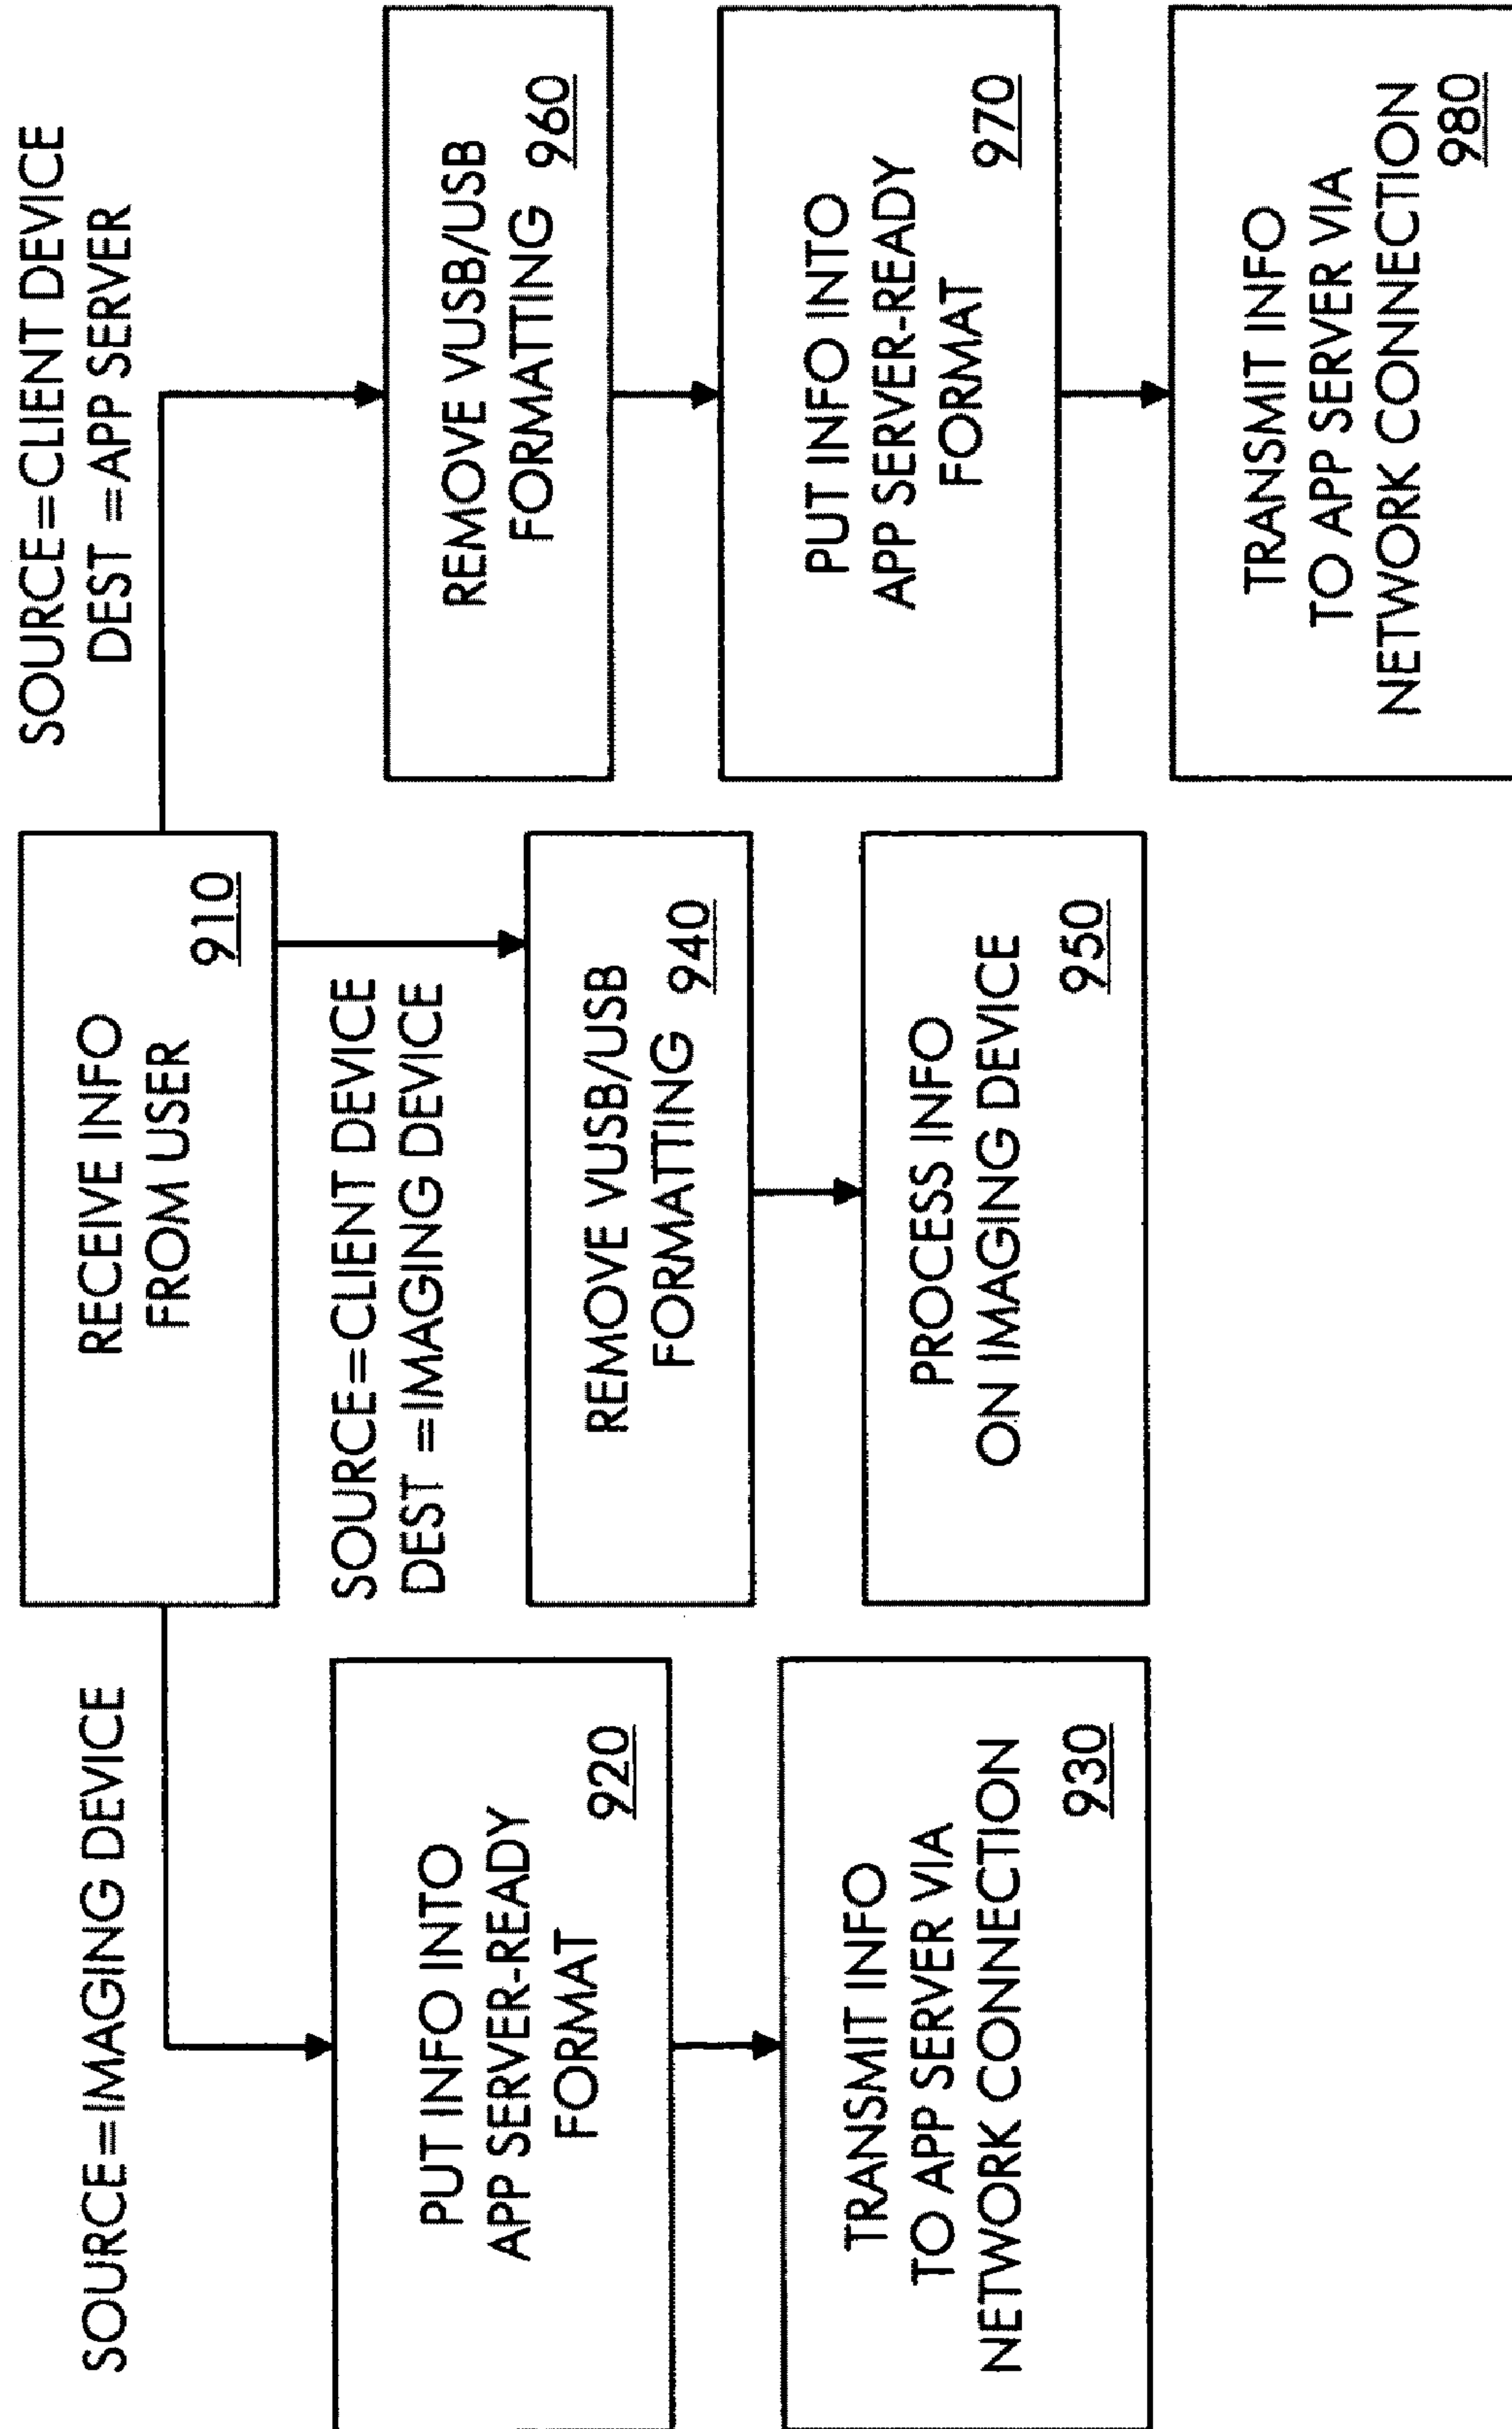 RECEIVE INFO
FROM USER
910
SOURCE=IMAGING DEVICE
PUT INFO INTO
APP SERVER-READY
FORMAT
920
TRANSMIT INFO
TO APP SERVER VIA
NETWORK CONNECTION
930
SOURCE=CLIENT DEVICE
DEST =IMAGING DEVICE
REMOVE VUSB/USB
FORMATTING 940
PROCESS INFO
ON IMAGING DEVICE
950
SOURCE=CLIENT DEVICE
DEST =APP SERVER
REMOVE VUSB/USB
FORMATTING 960
PUT INFO INTO
APP SERVER-READY
FORMAT
970
TRANSMIT INFO
TO APP SERVER VIA
NETWORK CONNECTION
980